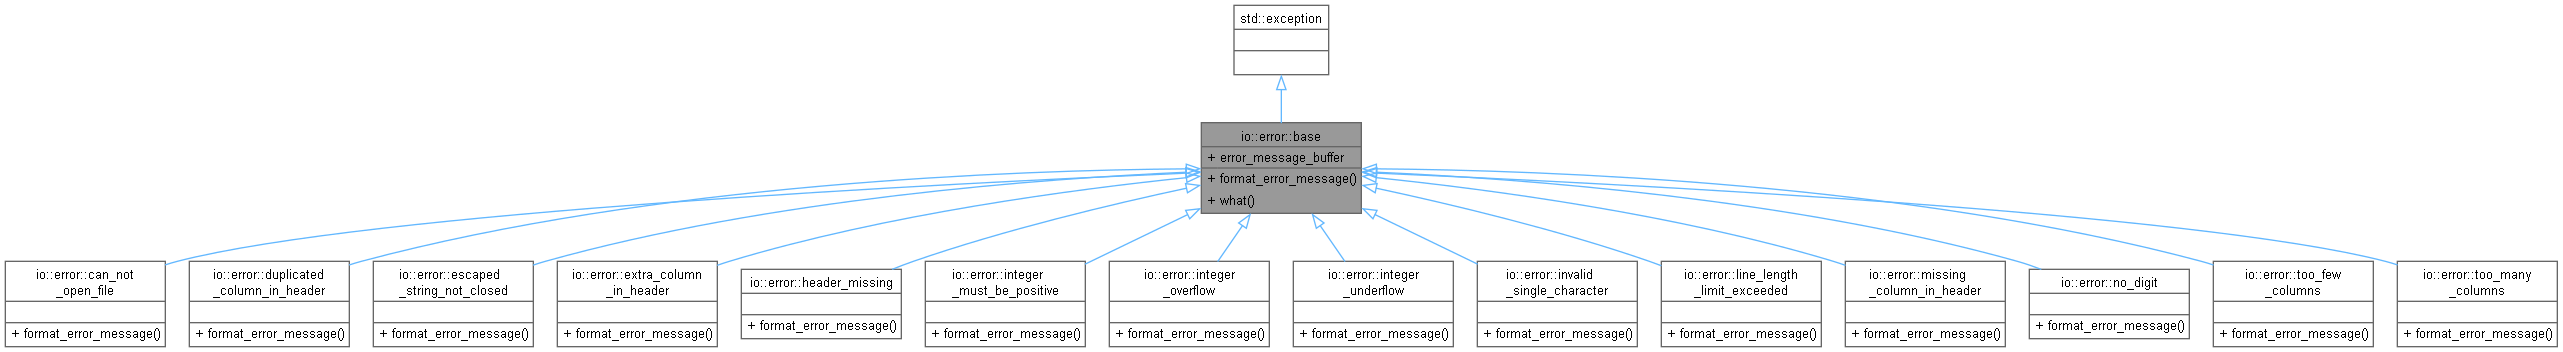 std::exception
io::error::base
+ error_message_buffer
+ format_error_message()
+ what()
io::error::can_not
_open_file
+ format_error_message()
io::error::duplicated
_column_in_header
+ format_error_message()
io::error::escaped
_string_not_closed
+ format_error_message()
io::error::extra_column
_in_header
+ format_error_message()
io::error::header_missing
+ format_error_message()
io::error::integer
_must_be_positive
+ format_error_message()
io::error::integer
_overflow
+ format_error_message()
io::error::integer
_underflow
+ format_error_message()
io::error::invalid
_single_character
+ format_error_message()
io::error::line_length
_limit_exceeded
+ format_error_message()
io::error::missing
_column_in_header
+ format_error_message()
io::error::no_digit
+ format_error_message()
io::error::too_few
_columns
+ format_error_message()
io::error::too_many
_columns
+ format_error_message()